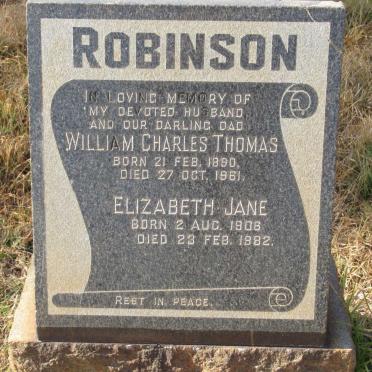 ROBINSON
IN LOVING MEMORY OF
MY DEVOTED HUSBAND
AND OUR DARLING DAD
WILLIAM CHARLES THOMAS
BORN 21 FEB. 1890.
DIED 27 OCT. 1961.
ELIZABETH JANE
BORN 2 AUG. 1908
DIED 23 FEB. 1982.
REST IN PEACE.